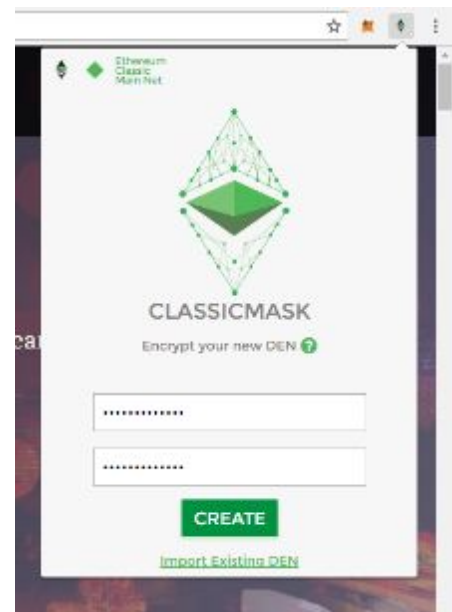 Ethereum
Classic
Main Net
CLASSICMASK
Encrypt your new DEN ?
•••••••••••••
•••••••••••••
CREATE
Import Existing DEN